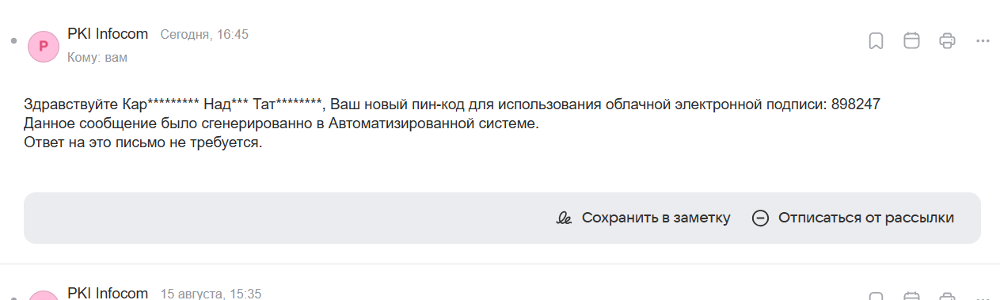 PKI Infocom Сегодня, 16:45
P
Кому: вам
Здравствуйте Кар********* Над*** Тат********, Ваш новый пин-код для использования облачной электронной подписи: 898247
Данное сообщение было сгенерированно в Автоматизированной системе.
Ответ на это письмо не требуется.
Сохранить в заметку Отписаться от рассылки
PKI Infocom 15 августа, 15:35